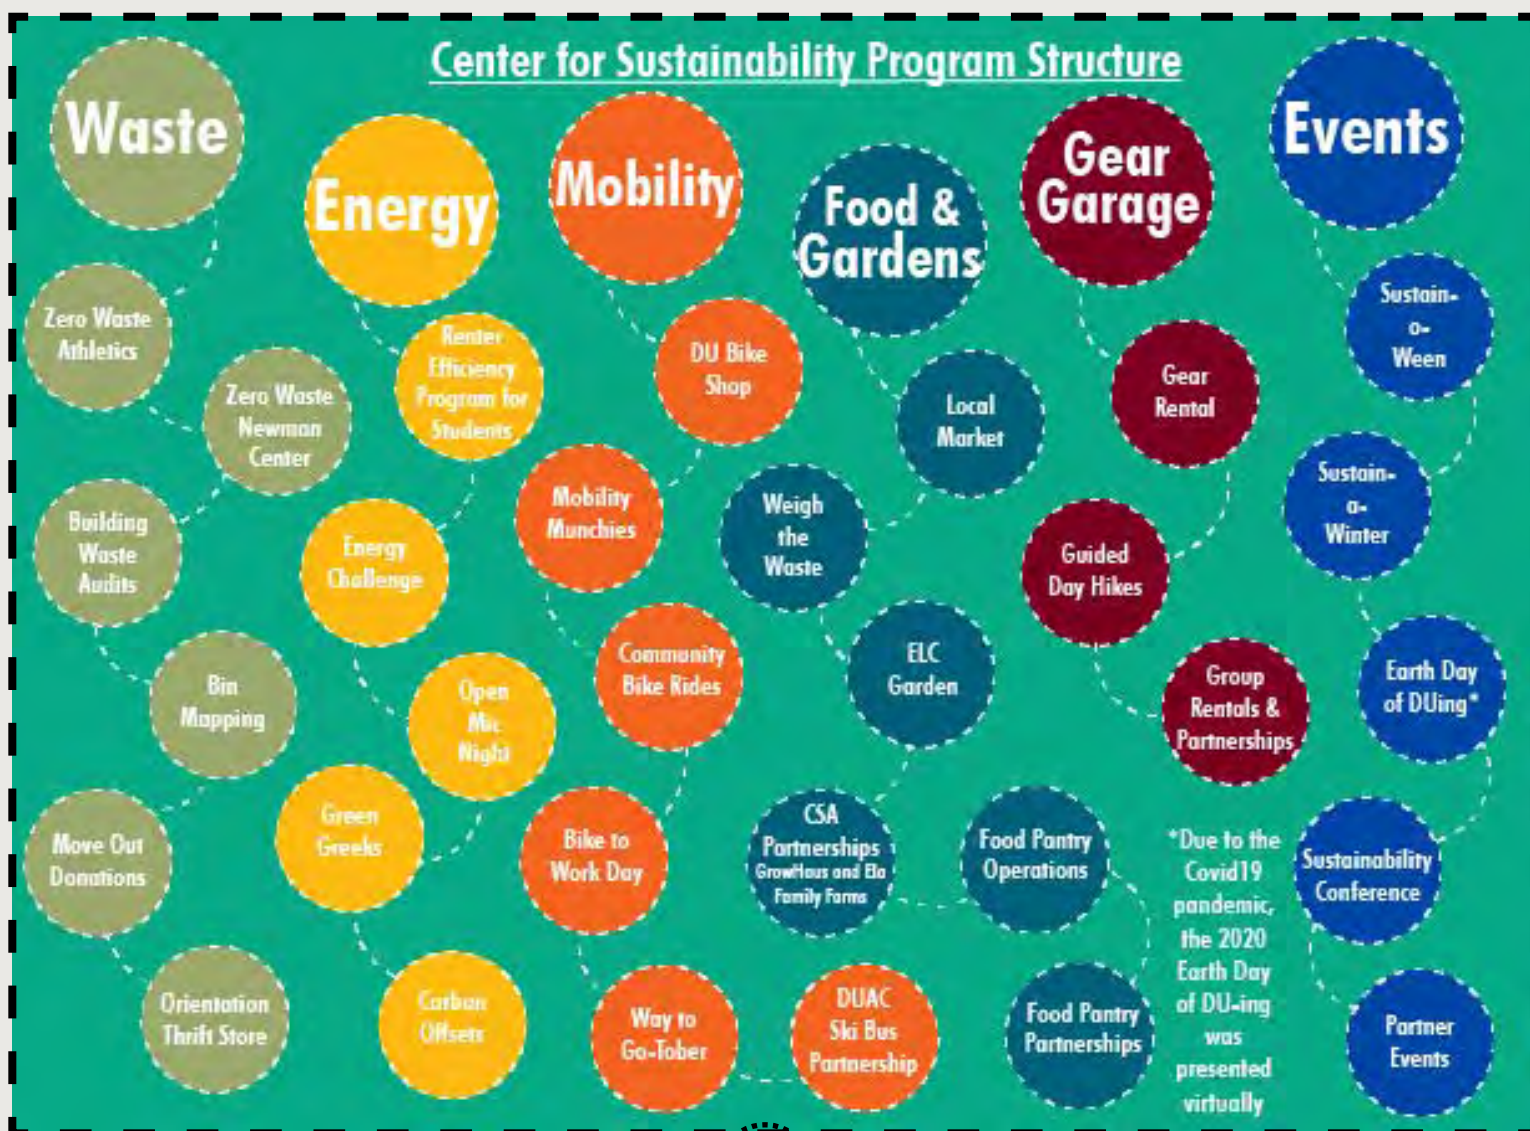 Center for Sustainability Program Structure
Waste
Zero Waste
Athletics
Zero Waste
Newman
Center
Building
Waste
Audits
Bin
Mapping
Move Out
Donations
Orientation
Thrift Store
Energy
Renter
Efficiency
Program for
Students
Energy
Challenge
Open
Mic
Night
Green
Greeks
Carbon
Offsets
Mobility
DU Bike
Shop
Mobility
Munchies
Community
Bike Rides
Bike to
Work Day
Way to
Go-Tober
DUAC
Ski Bus
Partnership
Food &
Gardens
Local
Market
Weigh
the
Waste
ELC
Garden
CSA
Partnerships
GrowHaus and Ela
Family Farms
Food Pantry
Operations
Food Pantry
Partnerships
Gear
Garage
Gear
Rental
Guided
Day Hikes
Group
Rentals &
Partnerships
Events
Sustain-
o-
Ween
Sustain-
a-
Winter
Earth Day
of DUing*
Sustainability
Conference
Partner
Events
*Due to the
Covid19
pandemic,
the 2020
Earth Day
of DU-ing
was
presented
virtually